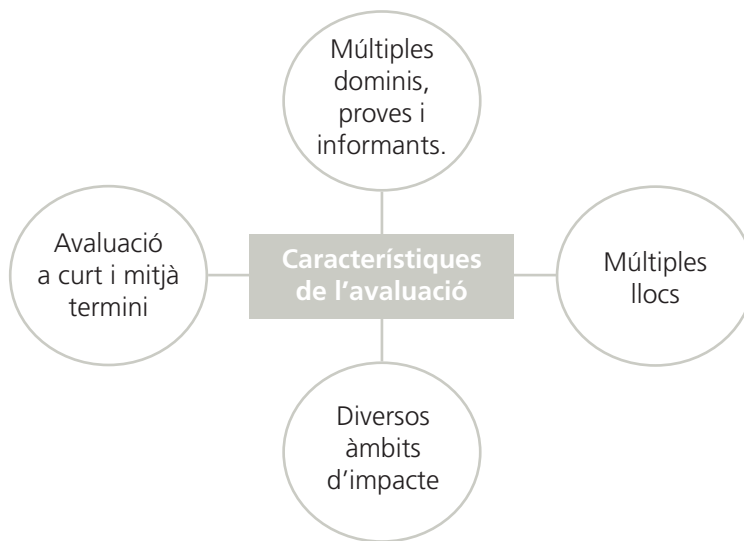 Múltiples
dominis,
proves i
informants.
Avaluació
a curt i mitjà
termini
Característiques
de l’avaluació
Múltiples
llocs
Diversos
àmbits
d’impacte